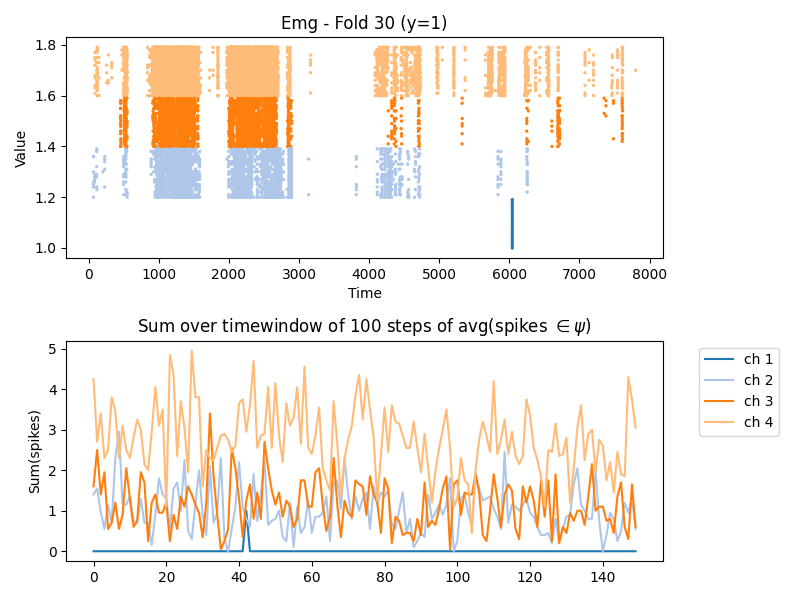 Emg - Fold 30 (y=1)
1.8
1.6
1.4
1.2
1.0
Value
0 1000 2000 3000 4000 5000 6000 7000 8000
Time
Sum over timewindow of 100 steps of avg(spikes ∈ ψ)
5
4
3
2
1
0
Sum(spikes)
0 20 40 60 80 100 120 140
ch 1
ch 2
ch 3
ch 4